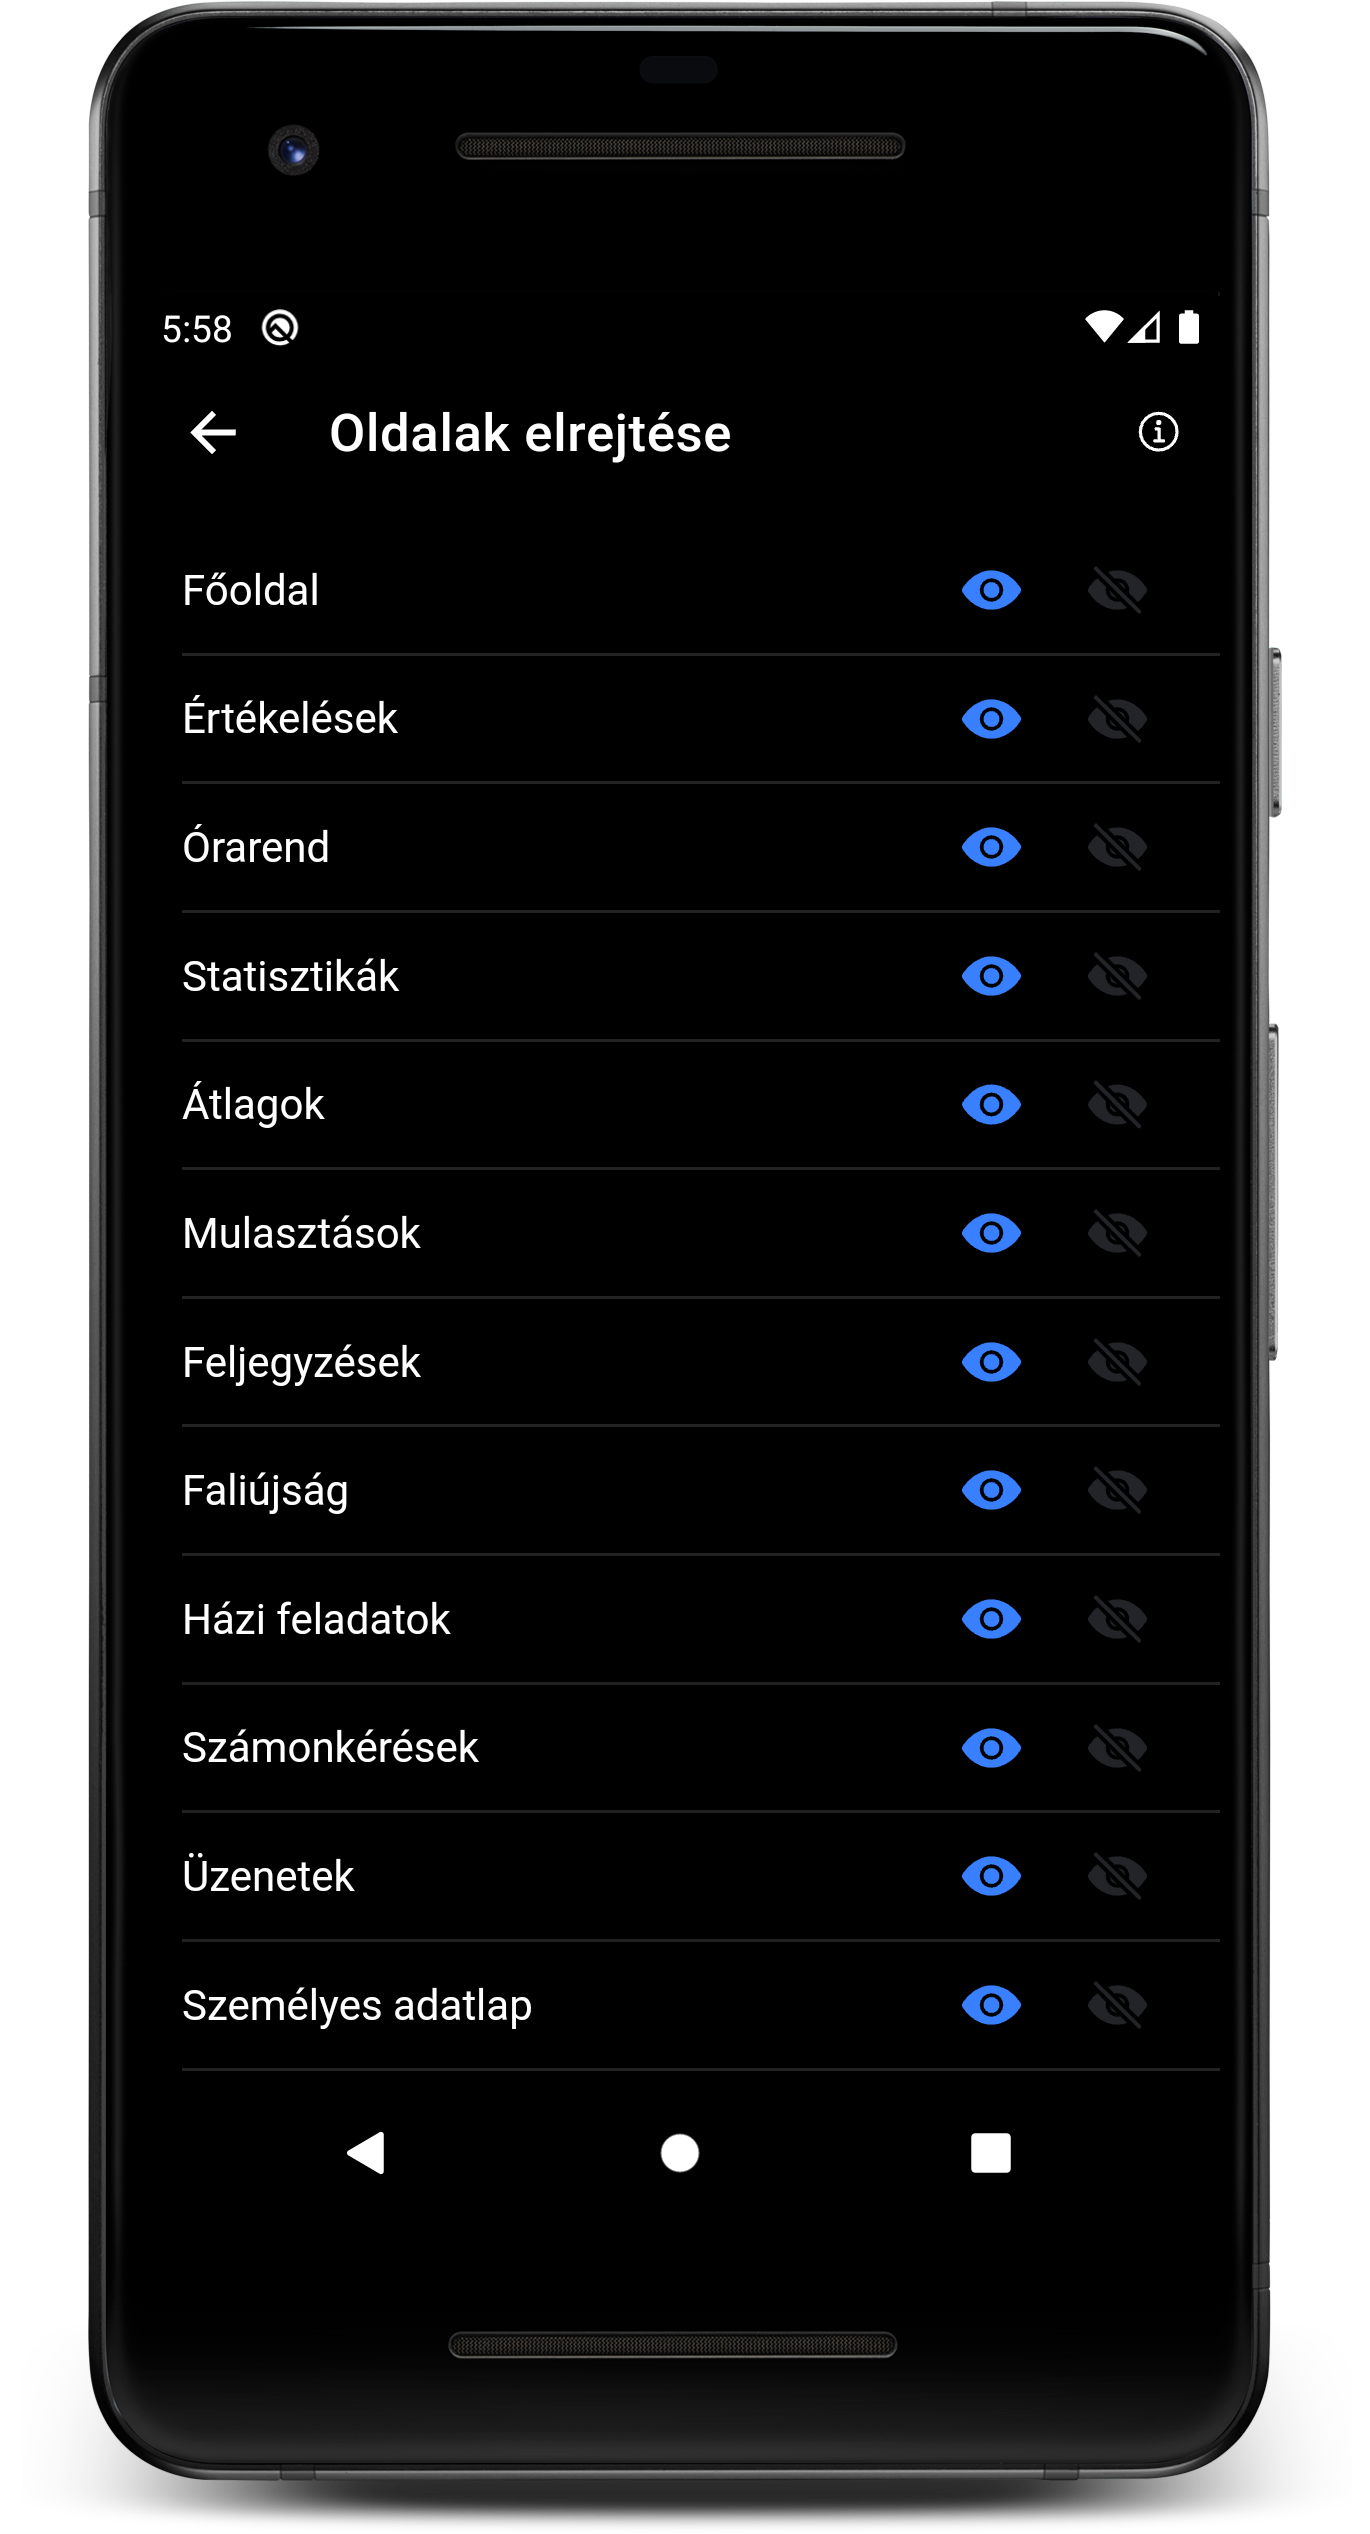 5:58
Oldalak elrejtése
Főoldal
Értékelések
Órarend
Statisztikák
Átlagok
Mulasztások
Feljegyzések
Faliújság
Házi feladatok
Számonkérések
Üzenetek
Személyes adatlap